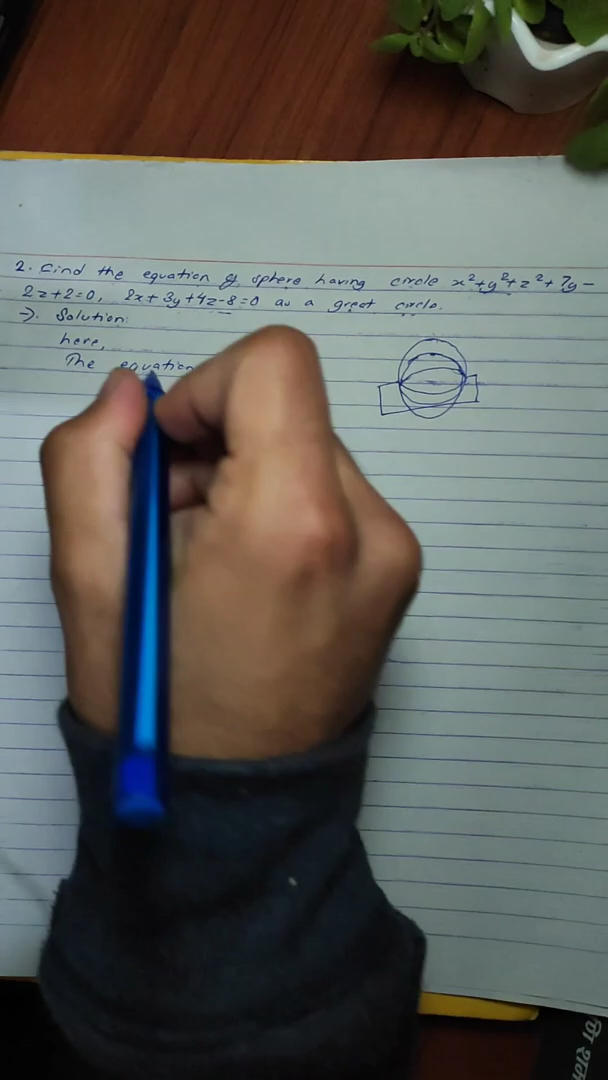 2. Find the equation of sphere having circle x²+y²+z²+7y-
2z+2=0, 2x+3y+4z-8=0 as a great circle.
→. Solution:
here,
The equation